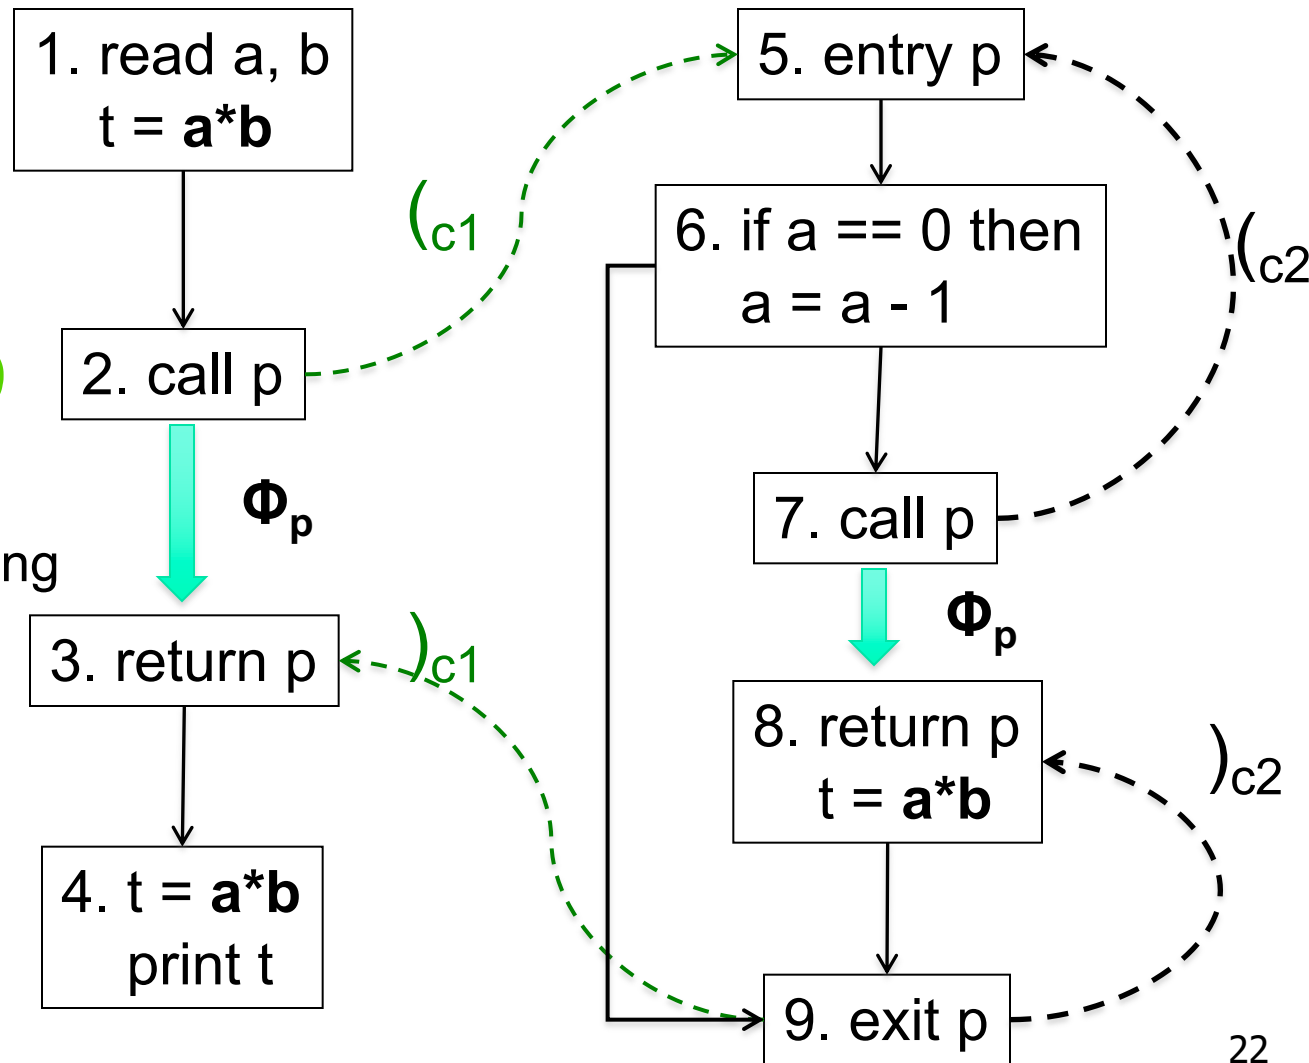 1. read a, b
t = a*b
2. call p
Φp
ng
3. return p
4. t = a*b
print t
(c1
)c1
5. entry p
6. if a == 0 then
a = a - 1
(c2
7. call p
Φp
8. return p
t = a*b
)c2
9. exit p
)
22